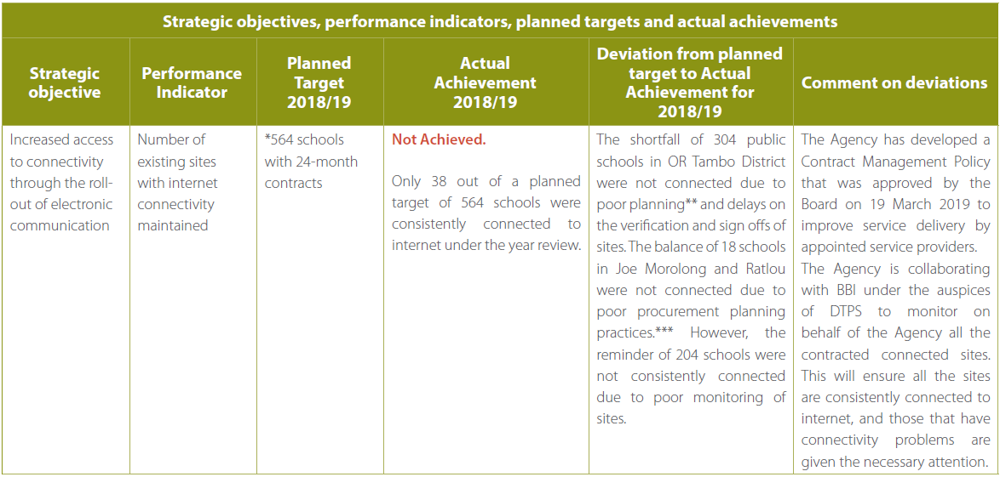 Strategic objectives, performance indicators, planned targets and actual achievements
Strategic
objective
Performance
Indicator
Planned
Target
2018/19
Actual
Achievement
2018/19
Deviation from planned
target to Actual
Achievement for
2018/19
Comment on deviations
Increased access
to connectivity
through the roll-
out of electronic
communication
Number of
existing sites
with internet
connectivity
maintained
*564 schools
with 24-month
contracts
Not Achieved.
Only 38 out of a planned
target of 564 schools were
consistently connected to
internet under the year review.
The shortfall of 304 public
schools in OR Tambo District
were not connected due to
poor planning** and delays on
the verification and sign offs of
sites. The balance of 18 schools
in Joe Morolong and Ratlou
were not connected due to
poor procurement planning
practices.*** However, the
reminder of 204 schools were
not consistently connected
due to poor monitoring of
sites.
The Agency has developed a
Contract Management Policy
that was approved by the
Board on 19 March 2019 to
improve service delivery by
appointed service providers.
The Agency is collaborating
with BBI under the auspices
of DTPS to monitor on
behalf of the Agency all the
contracted connected sites.
This will ensure all the sites
are consistently connected to
internet, and those that have
connectivity problems are
given the necessary attention.